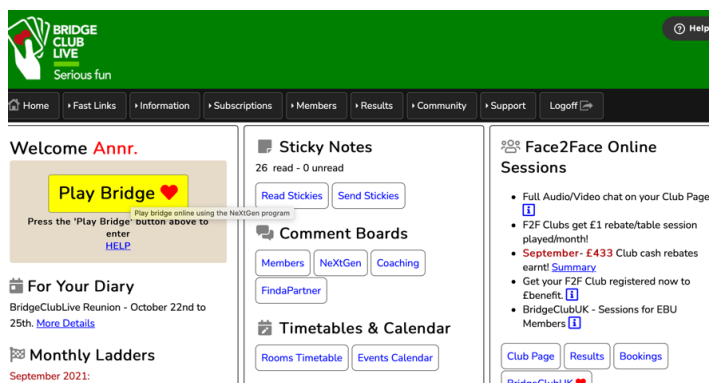 BRIDGE
CLUB
LIVE
Serious fun
Help
Home
Fast Links
Information
Subscriptions
Members
Results
Community
Support
Logoff
Welcome Annr.
Play Bridge
Play bridge online using the NeXtGen program
Press the 'Play Bridge' button above to
enter
HELP
For Your Diary
BridgeClubLive Reunion - October 22nd to
25th. More Details
Monthly Ladders
September 2021:
Sticky Notes
26 read - 0 unread
Read Stickies
Send Stickies
Comment Boards
Members
NeXtGen
Coaching
FindaPartner
Timetables & Calendar
Rooms Timetable
Events Calendar
Face2Face Online
Sessions
Full Audio/Video chat on your Club Page
F2F Clubs get £1 rebate/table session
played/month!
September- £433 Club cash rebates
earnt! Summary
Get your F2F Club registered now to
£benefit.
BridgeClubUK - Sessions for EBU
Members
Club Page
Results
Bookings
BridgeClubUK